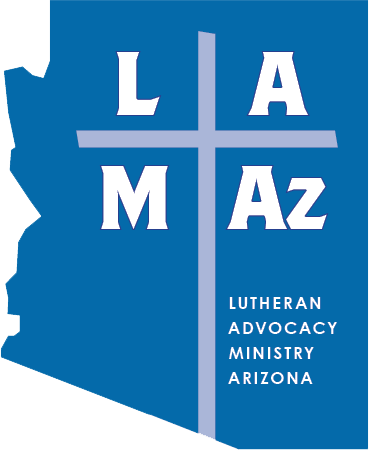 L A
M Az
LUTHERAN
ADVOCACY
MINISTRY
ARIZONA